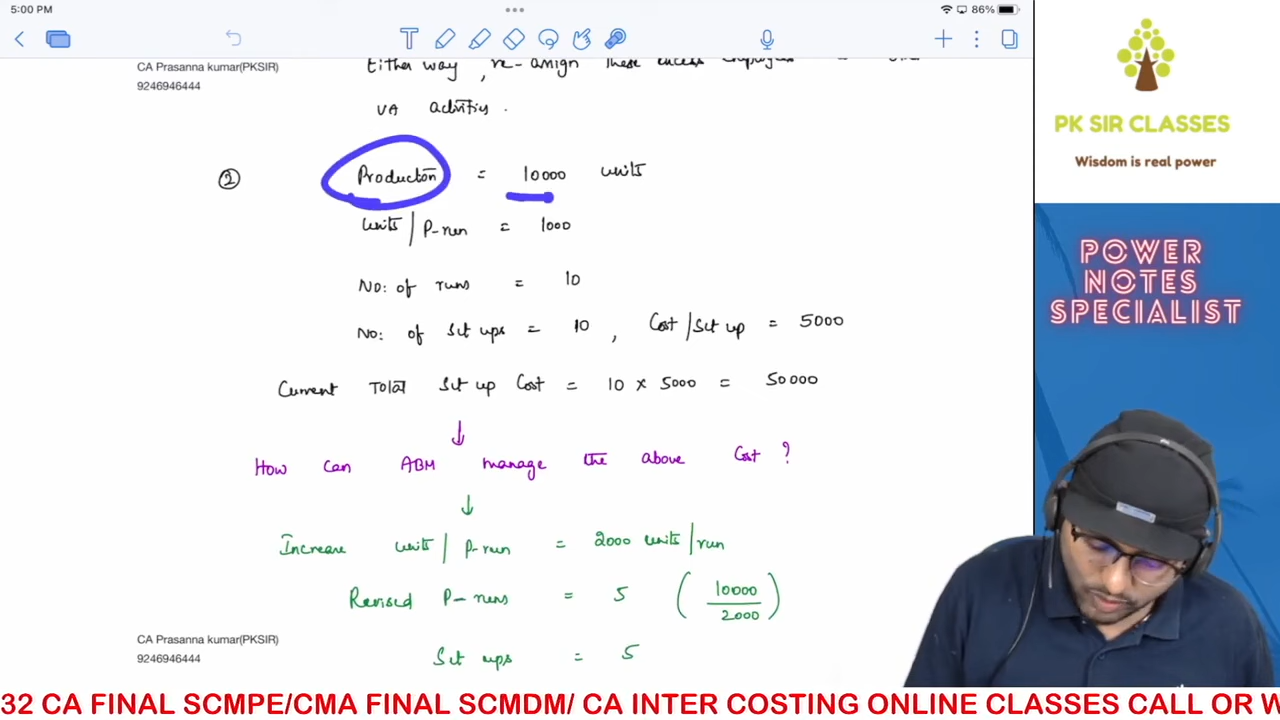 5:00 PM
86%
CA Prasanna kumar(PKSIR)
9246946444
Either way, re-assign these excess employees
VA activities.
② Production = 10000 units
units/P-run = 1000
No: of runs = 10
No: of Set ups = 10, Cost/Set up = 5000
Current Total Set up Cost = 10 × 5000 = 50000
↓
How can ABM manage the above Cost?
↓
Increase units/P-run = 2000 units/run
Revised P-runs = 5 (10000/2000)
CA Prasanna kumar(PKSIR)
9246946444
Set ups = 5
PK SIR CLASSES
Wisdom is real power
POWER
NOTES
SPECIALIST
32 CA FINAL SCMPE/CMA FINAL SCMDM/ CA INTER COSTING ONLINE CLASSES CALL OR W